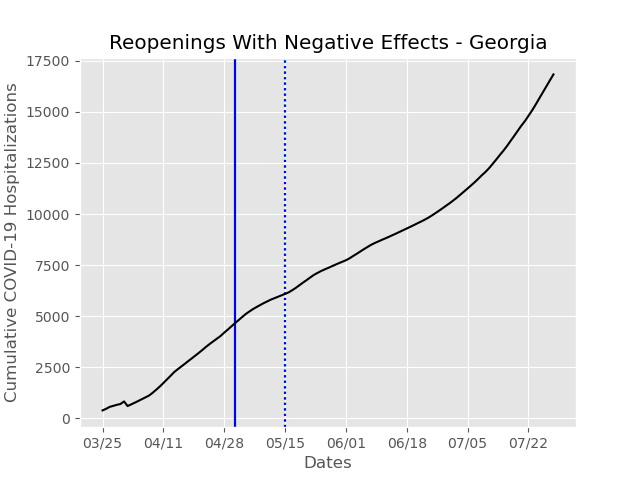 Reopenings With Negative Effects - Georgia
Cumulative COVID-19 Hospitalizations
17500
15000
12500
10000
7500
5000
2500
0
03/25 04/11 04/28 05/15 06/01 06/18 07/05 07/22
Dates